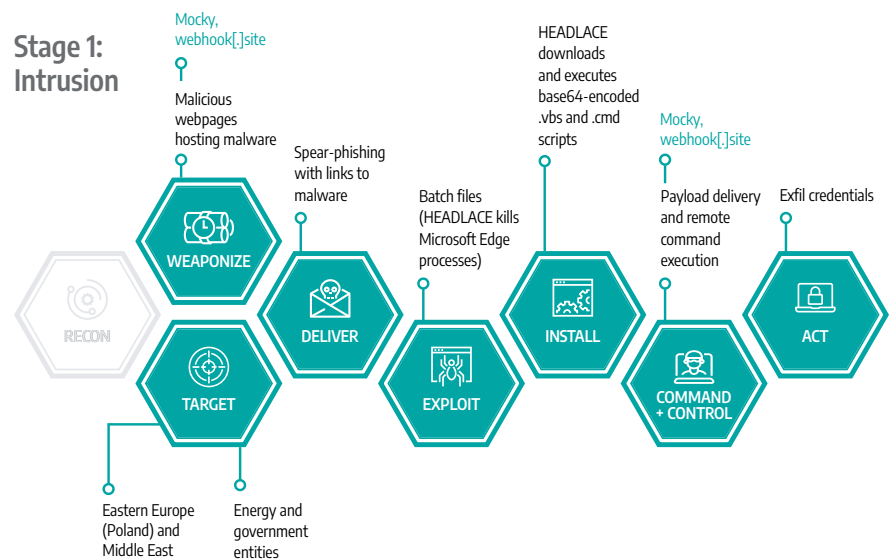 Stage 1:
Intrusion
Mocky,
webhook[.]site
Malicious
webpages
hosting malware
Spear-phishing
with links to
malware
Batch files
(HEADLACE kills
Microsoft Edge
processes)
HEADLACE
downloads
and executes
base64-encoded
.vbs and .cmd
scripts
Mocky,
webhook[.]site
Payload delivery
and remote
command
execution
Exfil credentials
RECON
WEAPONIZE
TARGET
DELIVER
EXPLOIT
INSTALL
COMMAND
+ CONTROL
ACT
Eastern Europe
(Poland) and
Middle East
Energy and
government
entities